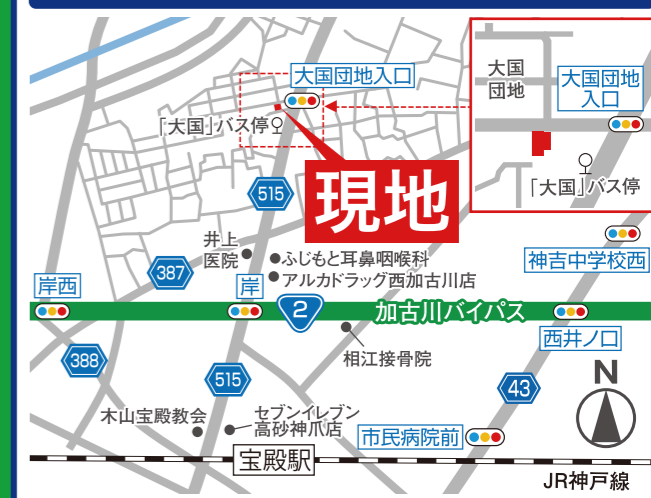 大国団地入口
「大国」バス停
現地
大国
団地
大国団地
入口
「大国」バス停
515
井上
医院
ふじもと耳鼻咽喉科
アルカドラッグ西加古川店
387
神吉中学校西
岸西
岸
2
加古川バイパス
西井ノ口
相江接骨院
388
515
43
N
木山宝殿教会
セブンイレブン
高砂神爪店
市民病院前
宝殿駅
JR神戸線